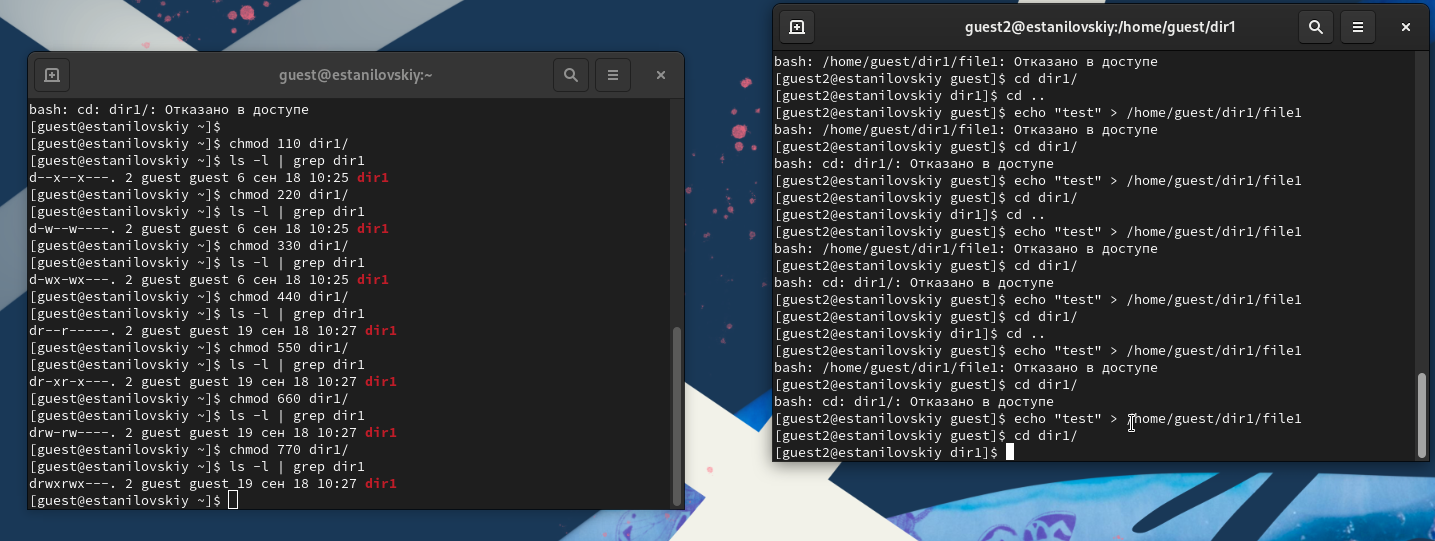 guest@estanilovskiy:~
bash: cd: dir1/: Отказано в доступе
[guest@estanilovskiy ~]$
[guest@estanilovskiy ~]$ chmod 110 dir1/
[guest@estanilovskiy ~]$ ls -l | grep dir1
d--x--x---. 2 guest guest 6 сен 18 10:25 dir1
[guest@estanilovskiy ~]$ chmod 220 dir1/
[guest@estanilovskiy ~]$ ls -l | grep dir1
d-w--w----. 2 guest guest 6 сен 18 10:25 dir1
[guest@estanilovskiy ~]$ chmod 330 dir1/
[guest@estanilovskiy ~]$ ls -l | grep dir1
d-wx-wx---. 2 guest guest 6 сен 18 10:25 dir1
[guest@estanilovskiy ~]$ chmod 440 dir1/
[guest@estanilovskiy ~]$ ls -l | grep dir1
dr--r-----. 2 guest guest 19 сен 18 10:27 dir1
[guest@estanilovskiy ~]$ chmod 550 dir1/
[guest@estanilovskiy ~]$ ls -l | grep dir1
dr-xr-x---. 2 guest guest 19 сен 18 10:27 dir1
[guest@estanilovskiy ~]$ chmod 660 dir1/
[guest@estanilovskiy ~]$ ls -l | grep dir1
drw-rw----. 2 guest guest 19 сен 18 10:27 dir1
[guest@estanilovskiy ~]$ chmod 770 dir1/
[guest@estanilovskiy ~]$ ls -l | grep dir1
drwxrwx---. 2 guest guest 19 сен 18 10:27 dir1
[guest@estanilovskiy ~]$
guest2@estanilovskiy:/home/guest/dir1
bash: /home/guest/dir1/file1: Отказано в доступе
[guest2@estanilovskiy guest]$ cd dir1/
[guest2@estanilovskiy dir1]$ cd ..
[guest2@estanilovskiy guest]$ echo "test" > /home/guest/dir1/file1
bash: /home/guest/dir1/file1: Отказано в доступе
[guest2@estanilovskiy guest]$ cd dir1/
bash: cd: dir1/: Отказано в доступе
[guest2@estanilovskiy guest]$ echo "test" > /home/guest/dir1/file1
[guest2@estanilovskiy guest]$ cd dir1/
[guest2@estanilovskiy dir1]$ cd ..
[guest2@estanilovskiy guest]$ echo "test" > /home/guest/dir1/file1
bash: /home/guest/dir1/file1: Отказано в доступе
[guest2@estanilovskiy guest]$ cd dir1/
bash: cd: dir1/: Отказано в доступе
[guest2@estanilovskiy guest]$ echo "test" > /home/guest/dir1/file1
[guest2@estanilovskiy guest]$ cd dir1/
[guest2@estanilovskiy dir1]$ cd ..
[guest2@estanilovskiy guest]$ echo "test" > /home/guest/dir1/file1
bash: /home/guest/dir1/file1: Отказано в доступе
[guest2@estanilovskiy guest]$ cd dir1/
bash: cd: dir1/: Отказано в доступе
[guest2@estanilovskiy guest]$ echo "test" > /home/guest/dir1/file1
[guest2@estanilovskiy guest]$ cd dir1/
[guest2@estanilovskiy dir1]$